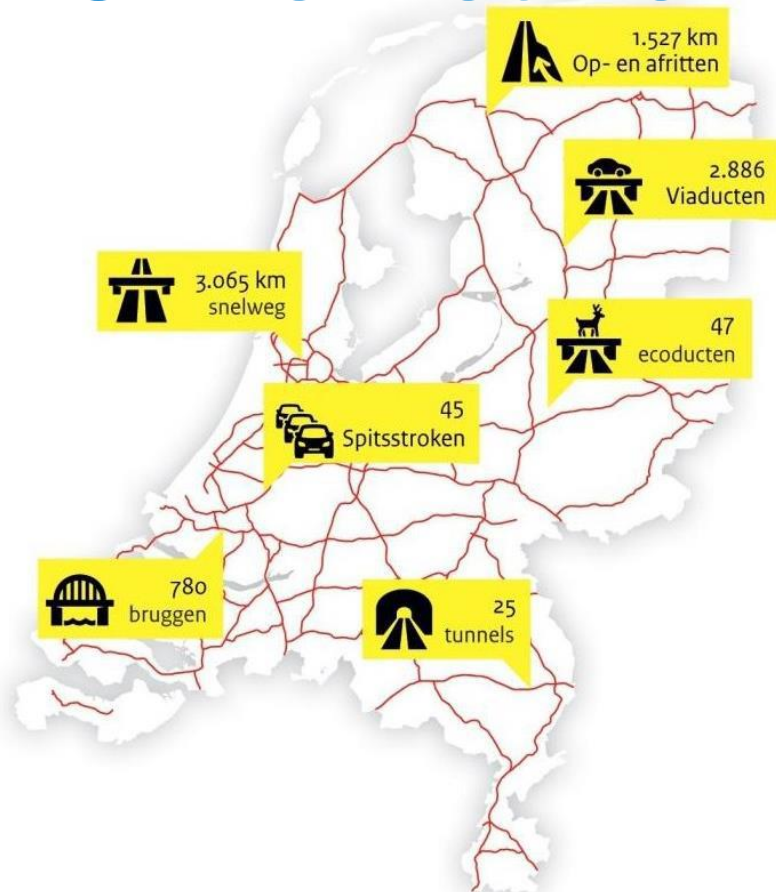 1.527 km
Op- en afritten
2.886
Viaducten
3.065 km
snelweg
47
ecoducten
45
Spitsstroken
780
bruggen
25
tunnels